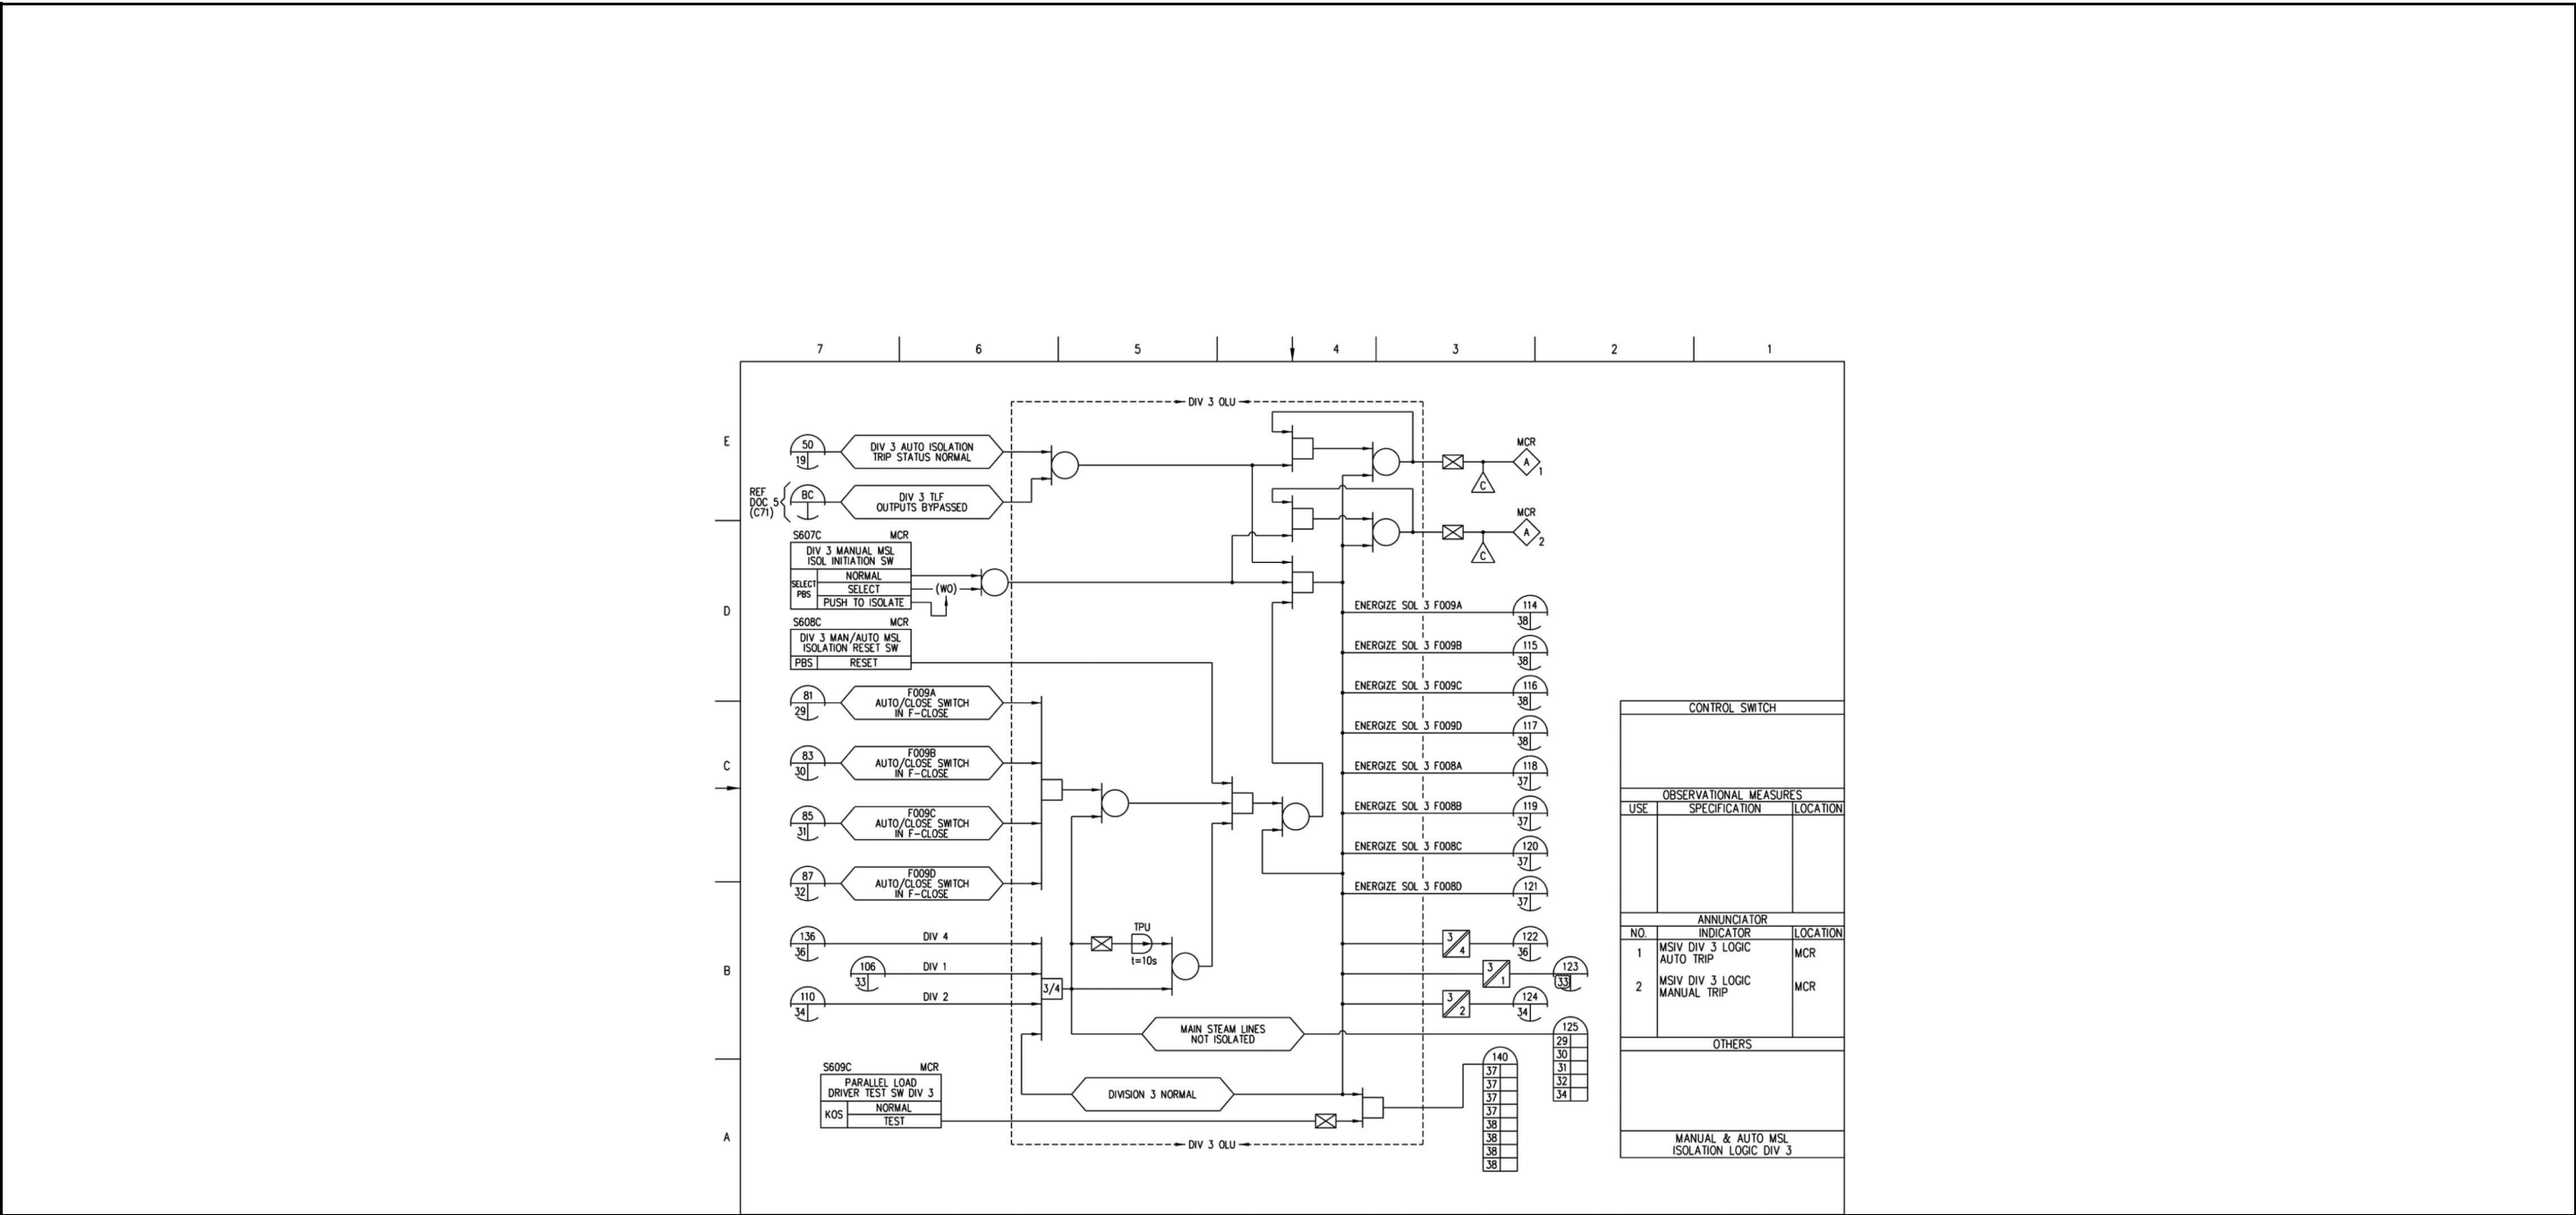 7 6 5 4 3 2 1
E
D
C
B
A
DIV 3 OLU
50
19
DIV 3 AUTO ISOLATION
TRIP STATUS NORMAL
REF
DOC 5
(C71)
BC
DIV 3 TLF
OUTPUTS BYPASSED
S607C MCR
DIV 3 MANUAL MSL
ISOL INITIATION SW
SELECT
PBS
NORMAL
SELECT
PUSH TO ISOLATE
(WO)
S608C MCR
DIV 3 MAN/AUTO MSL
ISOLATION RESET SW
PBS RESET
81
29
F009A
AUTO/CLOSE SWITCH
IN F-CLOSE
83
30
F009B
AUTO/CLOSE SWITCH
IN F-CLOSE
85
31
F009C
AUTO/CLOSE SWITCH
IN F-CLOSE
87
32
F009D
AUTO/CLOSE SWITCH
IN F-CLOSE
136
36
DIV 4
106
33
DIV 1
110
34
DIV 2
3/4
TPU
t=10s
MAIN STEAM LINES
NOT ISOLATED
DIVISION 3 NORMAL
S609C MCR
PARALLEL LOAD
DRIVER TEST SW DIV 3
KOS
NORMAL
TEST
DIV 3 OLU
MCR
A
1
C
MCR
A
2
C
ENERGIZE SOL 3 F009A
114
38
ENERGIZE SOL 3 F009B
115
38
ENERGIZE SOL 3 F009C
116
38
ENERGIZE SOL 3 F009D
117
38
ENERGIZE SOL 3 F008A
118
37
ENERGIZE SOL 3 F008B
119
37
ENERGIZE SOL 3 F008C
120
37
ENERGIZE SOL 3 F008D
121
37
3
4
122
36
3
1
123
33
3
2
124
34
125
29
30
31
32
34
140
37
37
37
37
38
38
38
38
CONTROL SWITCH
OBSERVATIONAL MEASURES
USE SPECIFICATION LOCATION
ANNUNCIATOR
NO. INDICATOR LOCATION
1 MSIV DIV 3 LOGIC
AUTO TRIP MCR
2 MSIV DIV 3 LOGIC
MANUAL TRIP MCR
OTHERS
MANUAL & AUTO MSL
ISOLATION LOGIC DIV 3